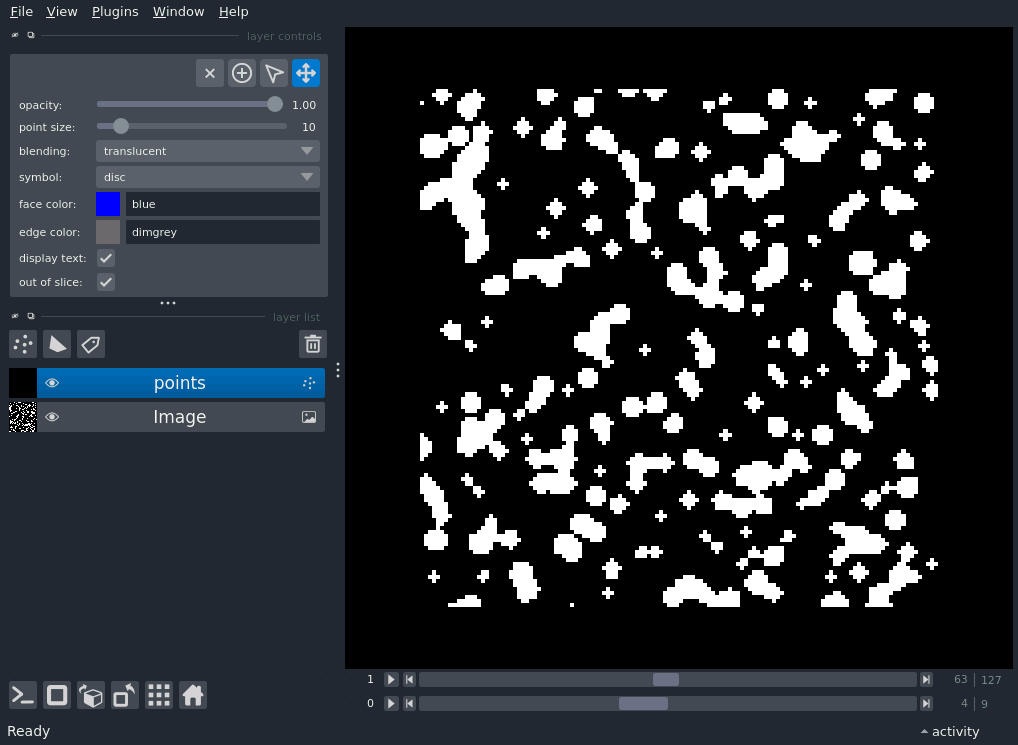 File View Plugins Window Help
layer controls
opacity: 1.00
point size: 10
blending: translucent
symbol: disc
face color: blue
edge color: dimgrey
display text:
out of slice:
layer list
points
Image
1 63 127
0 4 9
Ready activity